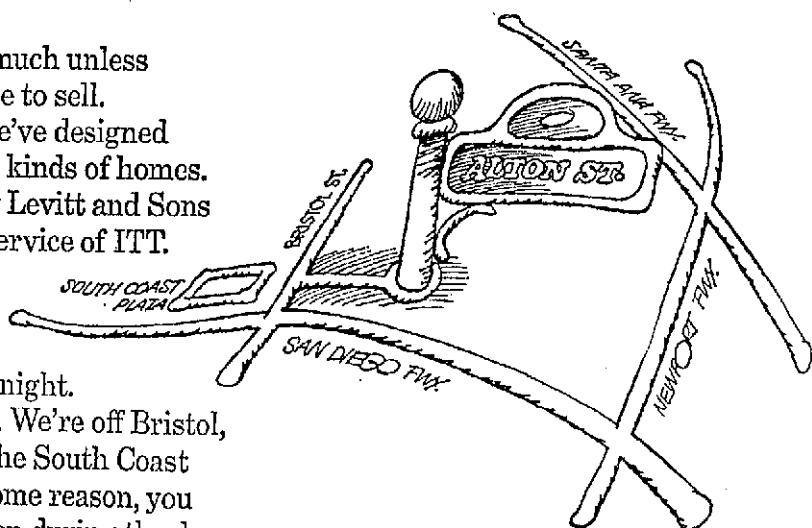 much unless
e to sell.
e've designed
kinds of homes.
Levitt and Sons
ervice of ITT.
night.
We're off Bristol,
he South Coast
ome reason, you
SANTA ANA FWY.
ALTON ST.
BRISTOL ST.
SOUTH COAST
PLAZA
SAN DIEGO FWY.
NEWPORT FWY.